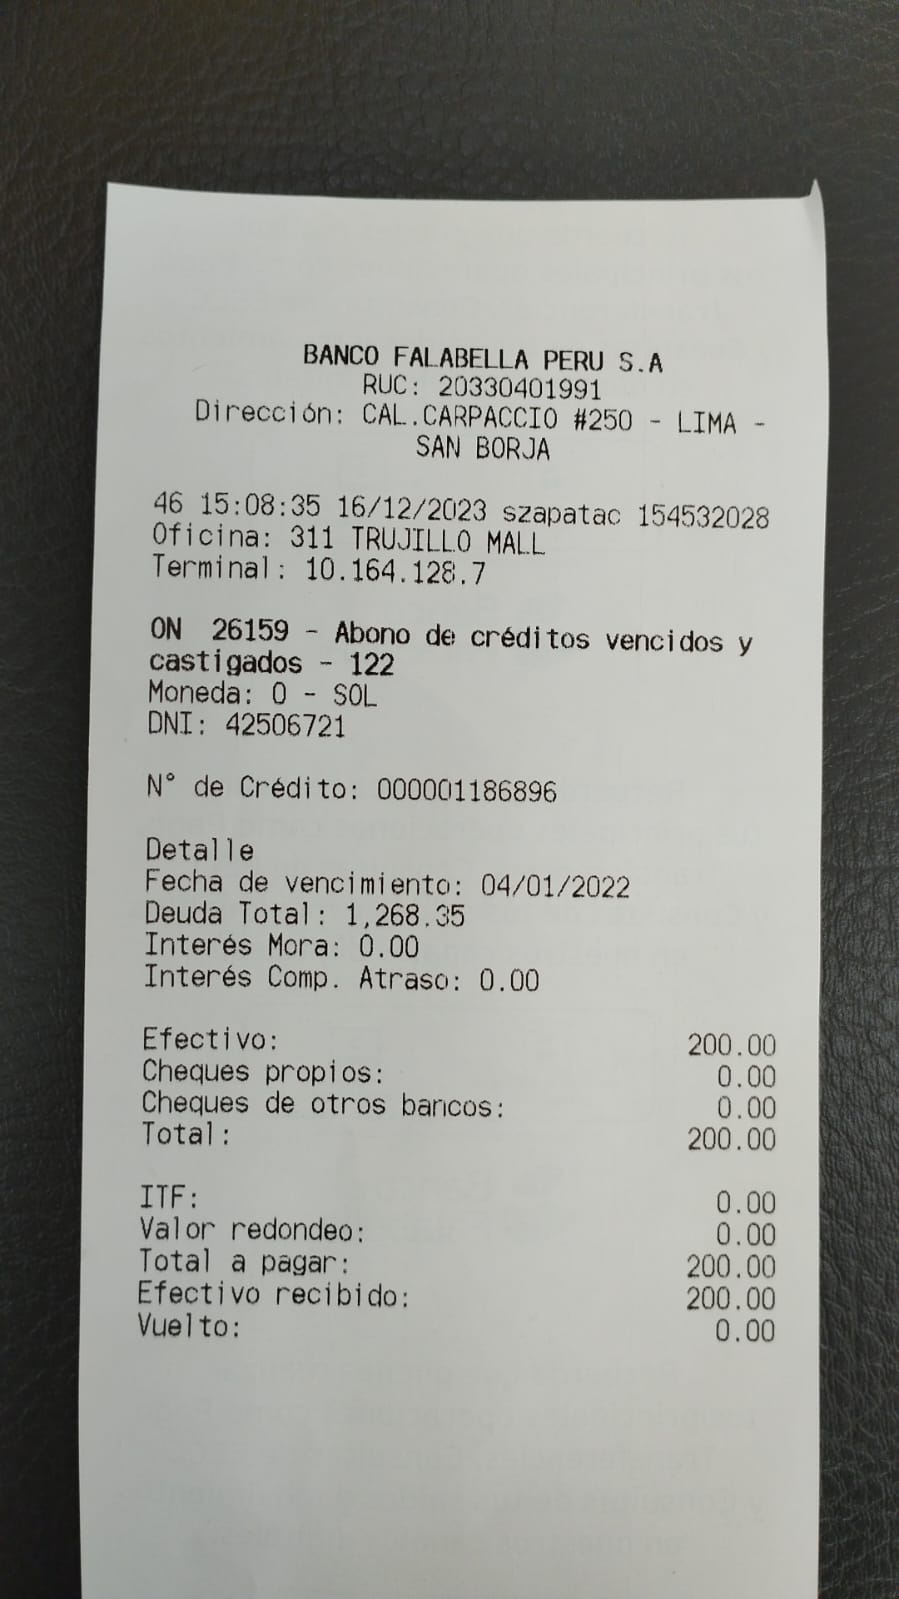 BANCO FALABELLA PERU S.A
RUC: 20330401991
Dirección: CAL.CARPACCIO #250 - LIMA -
SAN BORJA
46 15:08:35 16/12/2023 szapatac 154532028
Oficina: 311 TRUJILLO MALL
Terminal: 10.164.128.7
ON 26159 - Abono de créditos vencidos y
castigados - 122
Moneda: 0 - SOL
DNI: 42506721
N° de Crédito: 000001186896
Detalle
Fecha de vencimiento: 04/01/2022
Deuda Total: 1,268.35
Interés Mora: 0.00
Interés Comp. Atraso: 0.00
Efectivo: 200.00
Cheques propios: 0.00
Cheques de otros bancos: 0.00
Total: 200.00
ITF: 0.00
Valor redondeo: 0.00
Total a pagar: 200.00
Efectivo recibido: 200.00
Vuelto: 0.00